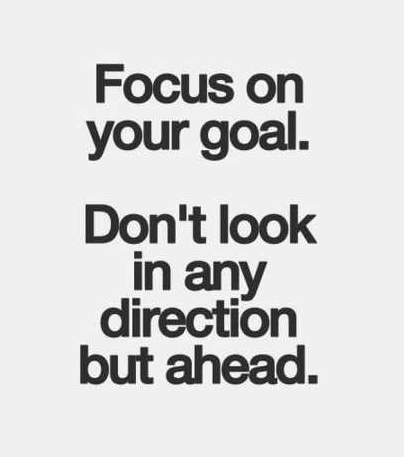 Focus on
your goal.
Don't look
in any
direction
but ahead.